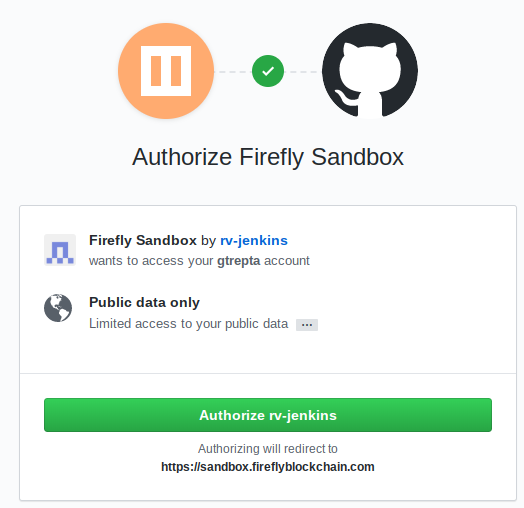 Authorize Firefly Sandbox
Firefly Sandbox by rv-jenkins
wants to access your gtrepta account
Public data only
Limited access to your public data ...
Authorize rv-jenkins
Authorizing will redirect to
https://sandbox.fireflyblockchain.com